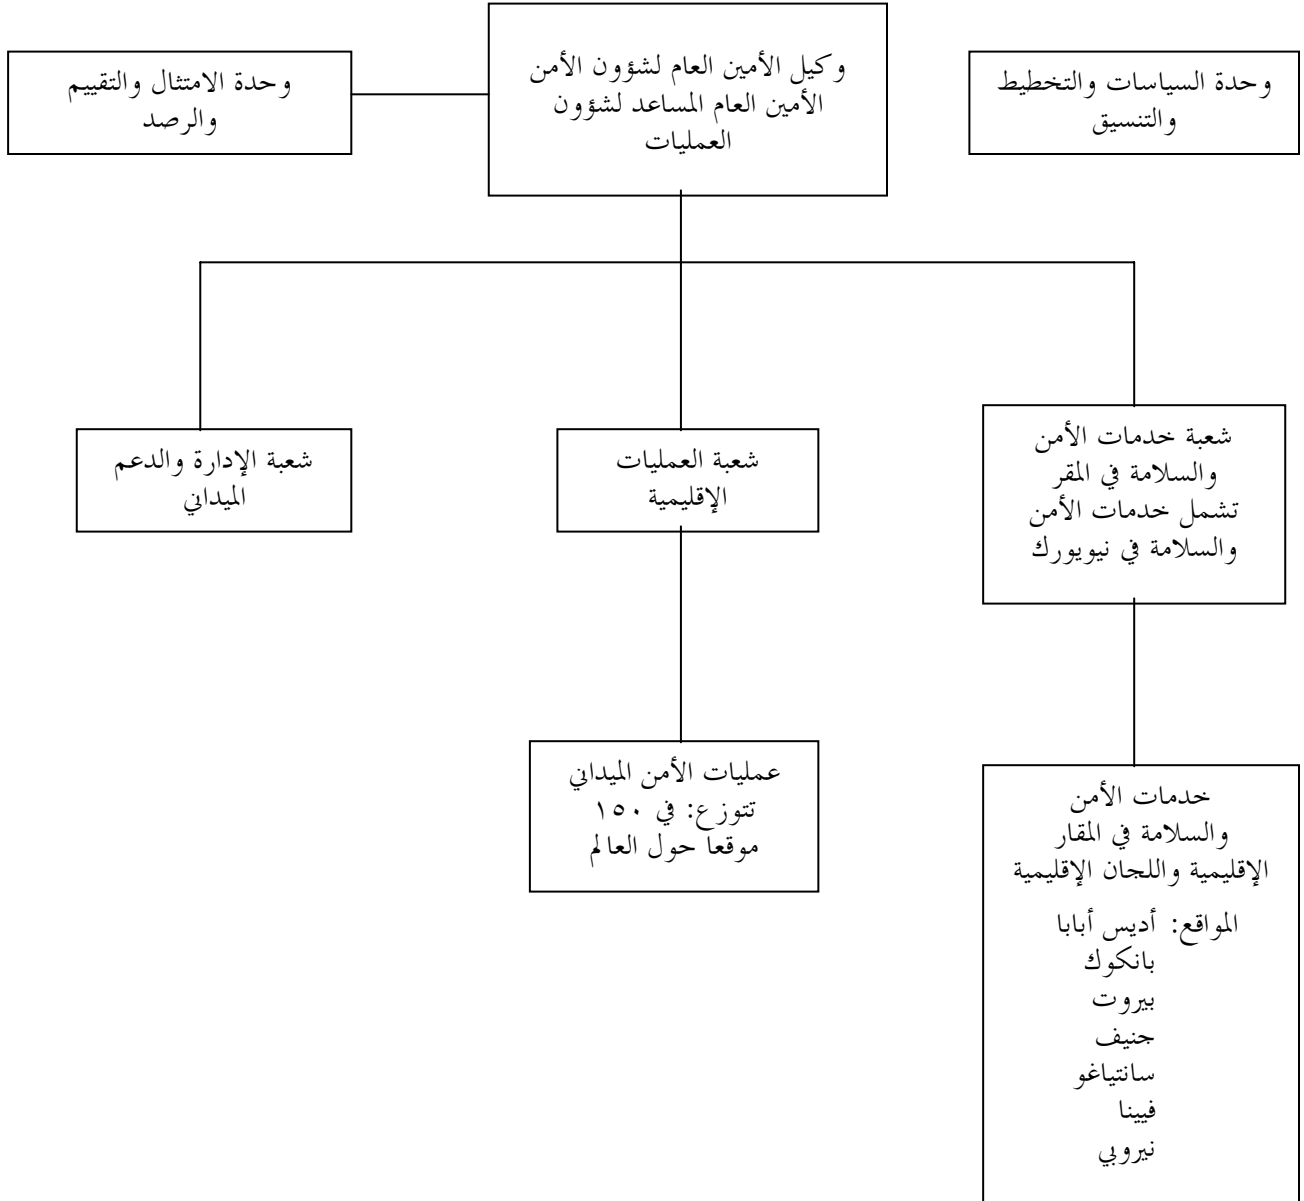 وكيل الأمين العام لشؤون الأمن
الأمين العام المساعد لشؤون
العمليات
وحدة السياسات والتخطيط
والتنسيق
وحدة الامتثال والتقييم
والرصد
شعبة خدمات الأمن
والسلامة في المقر
تشمل خدمات الأمن
والسلامة في نيويورك
شعبة العمليات
الإقليمية
شعبة الإدارة والدعم
الميداني
خدمات الأمن
والسلامة في المقار
الإقليمية واللجان الإقليمية
المواقع: أديس أبابا
بانكوك
بيروت
جنيف
سانتياغو
فيينا
نيروبي
عمليات الأمن الميداني
تتوزع: في ١٥٠
موقعا حول العالم